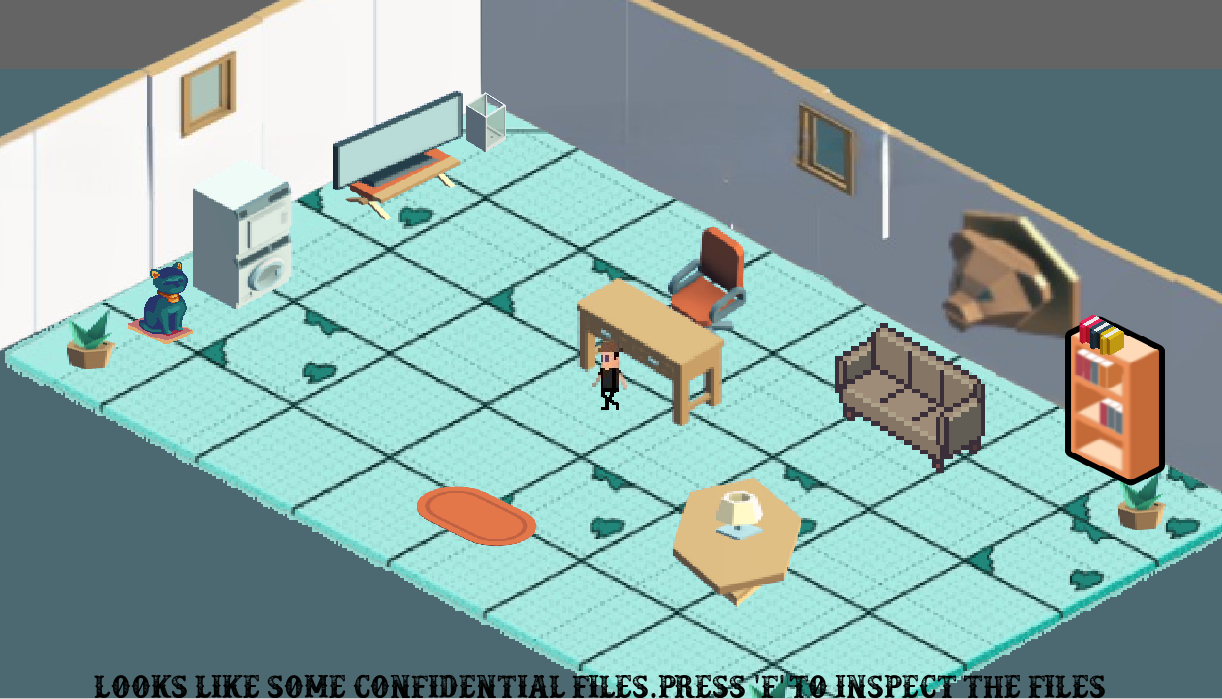 LOOKS LIKE SOME CONFIDENTIAL FILES.PRESS 'F' TO INSPECT THE FILES